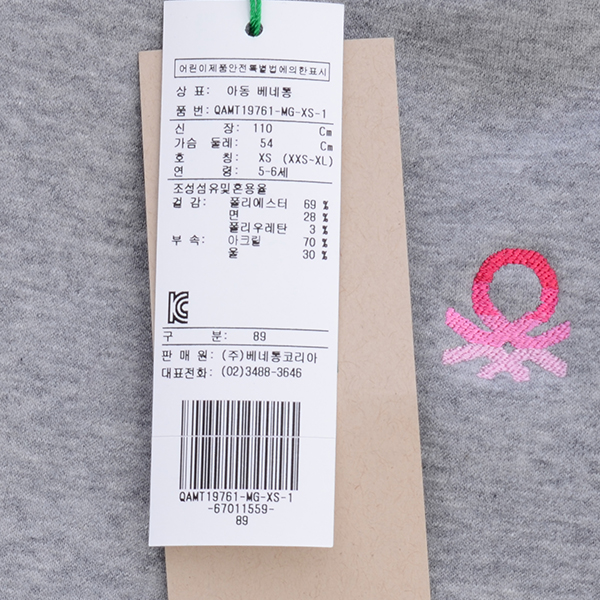 어린이제품안전특별법에의한표시
상 표: 아동 베네통
품 번: QAMT19761-MG-XS-1
신 장: 110 Cm
가슴 둘레: 54 Cm
호 칭: XS (XXS-XL)
연 령: 5-6세
조성섬유및혼용율
겉 감: 폴리에스터 69 %
면 28 %
폴리우레탄 3 %
부 속: 아크릴 70 %
울 30 %
KC
구 분: 89
판 매 원: (주)베네통코리아
대표전화: (02)3488-3646
QAMT19761-MG-XS-1
-67011559-
89